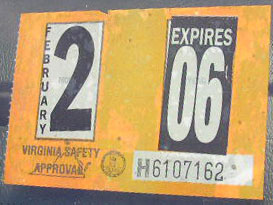 FEBRUARY
2
EXPIRES
06
VIRGINIA SAFETY
APPROVAL
H6107162